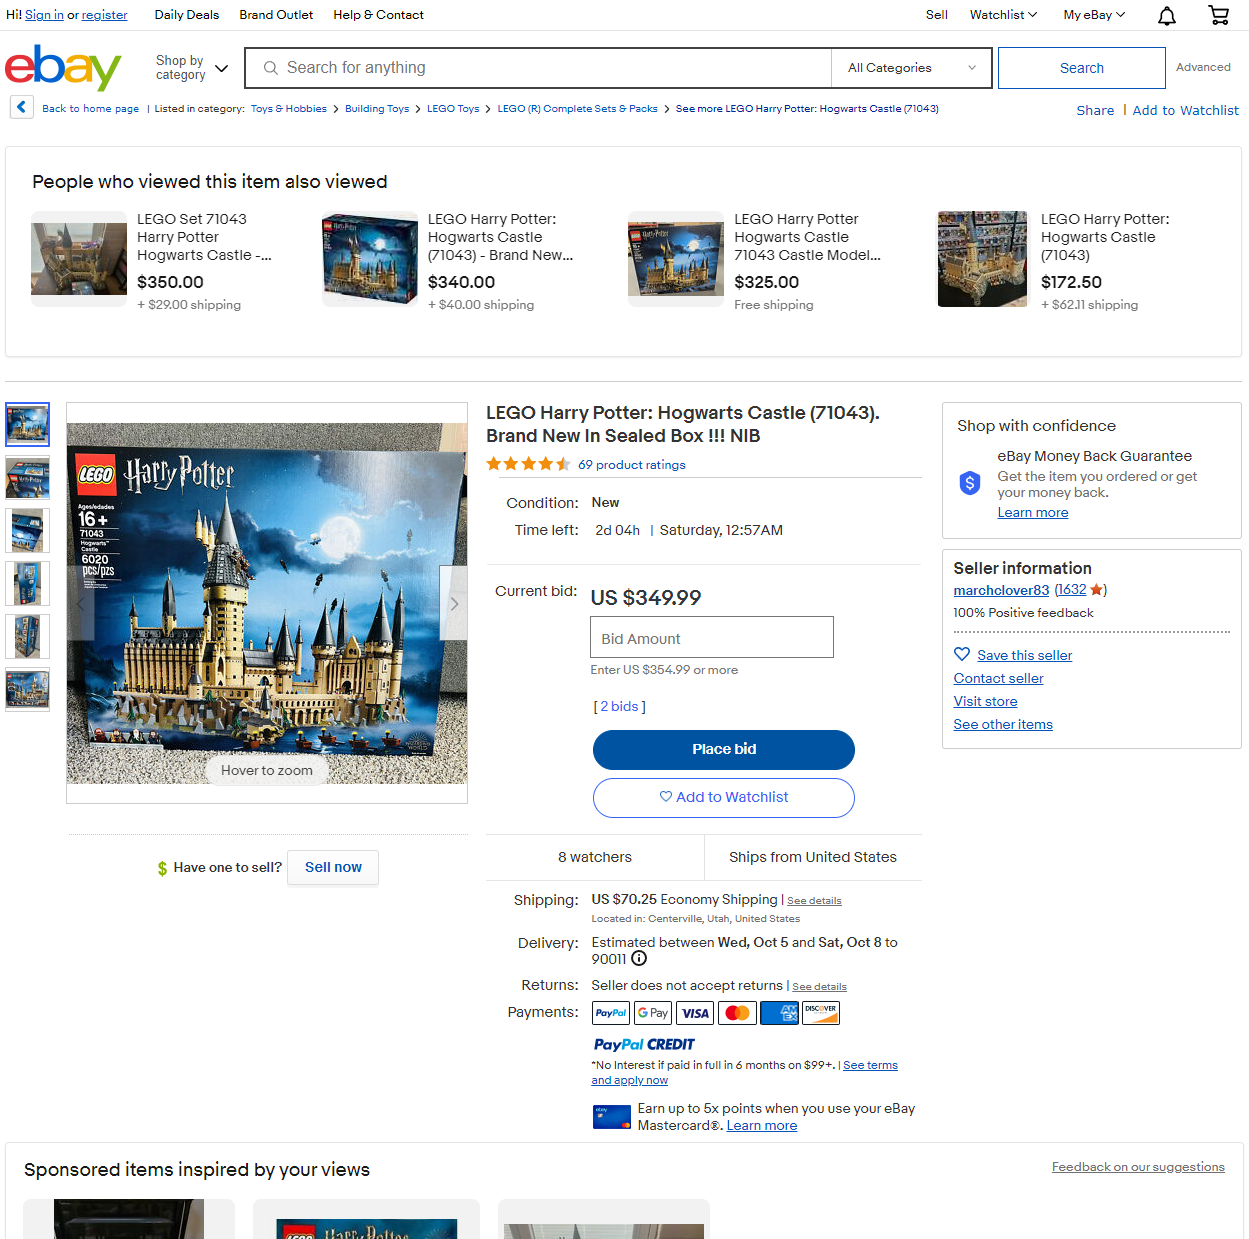 Hi! Sign in or register
Daily Deals
Brand Outlet
Help & Contact
Sell
Watchlist
My eBay
ebay
Shop by category
Search for anything
All Categories
Search
Advanced
Back to home page | Listed in category: Toys & Hobbies > Building Toys > LEGO Toys > LEGO (R) Complete Sets & Packs > See more LEGO Harry Potter: Hogwarts Castle (71043)
Share | Add to Watchlist
People who viewed this item also viewed
LEGO Set 71043
Harry Potter
Hogwarts Castle -...
$350.00
+ $29.00 shipping
LEGO Harry Potter:
Hogwarts Castle
(71043) - Brand New...
$340.00
+ $40.00 shipping
LEGO Harry Potter
Hogwarts Castle
71043 Castle Model...
$325.00
Free shipping
LEGO Harry Potter:
Hogwarts Castle
(71043)
$172.50
+ $62.11 shipping
LEGO Harry Potter
Ages/edades
16+
71043
Hogwarts™
Castle
6020
pcs/pzs
Hover to zoom
$ Have one to sell? Sell now
LEGO Harry Potter: Hogwarts Castle (71043).
Brand New In Sealed Box !!! NIB
69 product ratings
Condition: New
Time left: 2d 04h | Saturday, 12:57AM
Current bid: US $349.99
Bid Amount
Enter US $354.99 or more
[ 2 bids ]
Place bid
Add to Watchlist
8 watchers
Ships from United States
Shipping: US $70.25 Economy Shipping | See details
Located in: Centerville, Utah, United States
Delivery: Estimated between Wed, Oct 5 and Sat, Oct 8 to
90011
Returns: Seller does not accept returns | See details
Payments: PayPal G Pay VISA AMEX DISCOVER
PayPal CREDIT
*No Interest if paid in full in 6 months on $99+. | See terms
and apply now
ebay
Earn up to 5x points when you use your eBay
Mastercard®. Learn more
Shop with confidence
eBay Money Back Guarantee
Get the item you ordered or get
your money back.
Learn more
Seller information
marchclover83 (1632)
100% Positive feedback
Save this seller
Contact seller
Visit store
See other items
Sponsored items inspired by your views
Feedback on our suggestions
LEGO Harry Potter